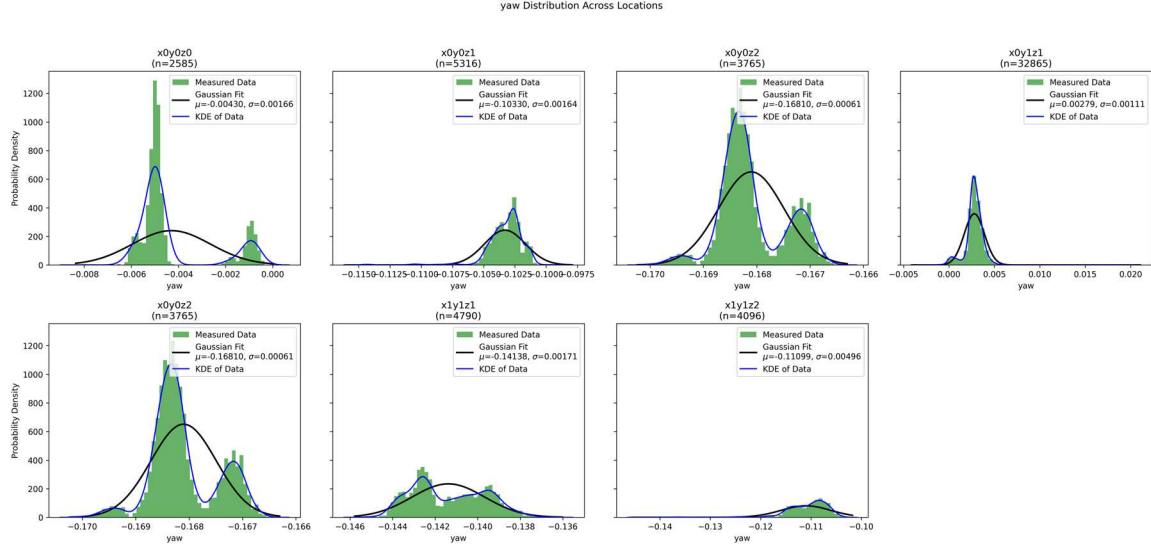 yaw Distribution Across Locations
x0y0z0
(n=2585)
Measured Data
Gaussian Fit
μ=-0.00430, σ=0.00166
KDE of Data
1200
1000
800
600
400
200
0
Probability Density
−0.008
−0.006
−0.004
−0.002
0.000
yaw
x0y0z1
(n=5316)
Measured Data
Gaussian Fit
μ=-0.10330, σ=0.00164
KDE of Data
−0.1150
−0.1125
−0.1100
−0.1075
−0.1050
−0.1025
−0.1000
−0.0975
yaw
x0y0z2
(n=3765)
Measured Data
Gaussian Fit
μ=-0.16810, σ=0.00061
KDE of Data
−0.170
−0.169
−0.168
−0.167
−0.166
yaw
x0y1z1
(n=32865)
Measured Data
Gaussian Fit
μ=0.00279, σ=0.00111
KDE of Data
−0.005
0.000
0.005
0.010
0.015
0.020
yaw
x0y0z2
(n=3765)
Measured Data
Gaussian Fit
μ=-0.16810, σ=0.00061
KDE of Data
1200
1000
800
600
400
200
0
Probability Density
−0.170
−0.169
−0.168
−0.167
−0.166
yaw
x1y1z1
(n=4790)
Measured Data
Gaussian Fit
μ=-0.14138, σ=0.00171
KDE of Data
−0.146
−0.144
−0.142
−0.140
−0.138
−0.136
yaw
x1y1z2
(n=4096)
Measured Data
Gaussian Fit
μ=-0.11099, σ=0.00496
KDE of Data
−0.14
−0.13
−0.12
−0.11
−0.10
yaw